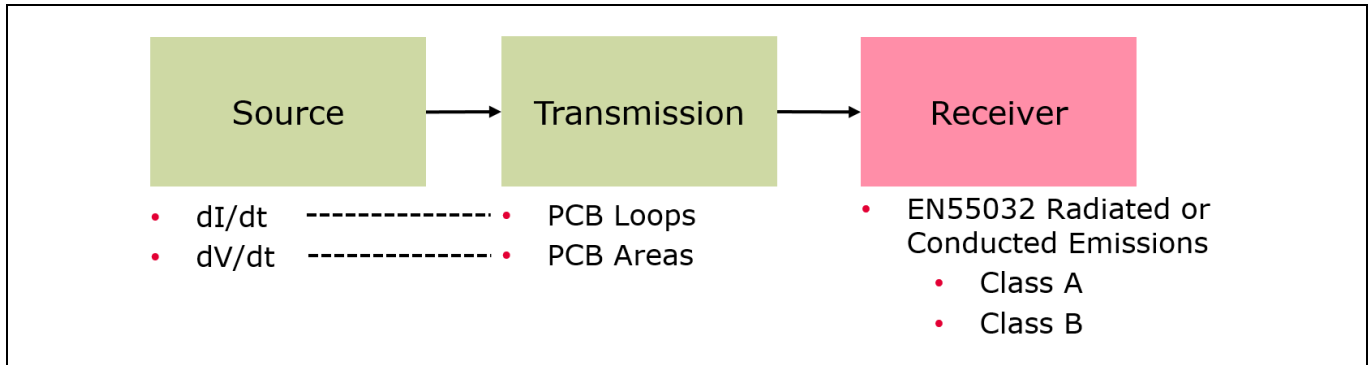 Source
Transmission
Receiver
• dI/dt
• dV/dt
• PCB Loops
• PCB Areas
• EN55032 Radiated or
Conducted Emissions
• Class A
• Class B